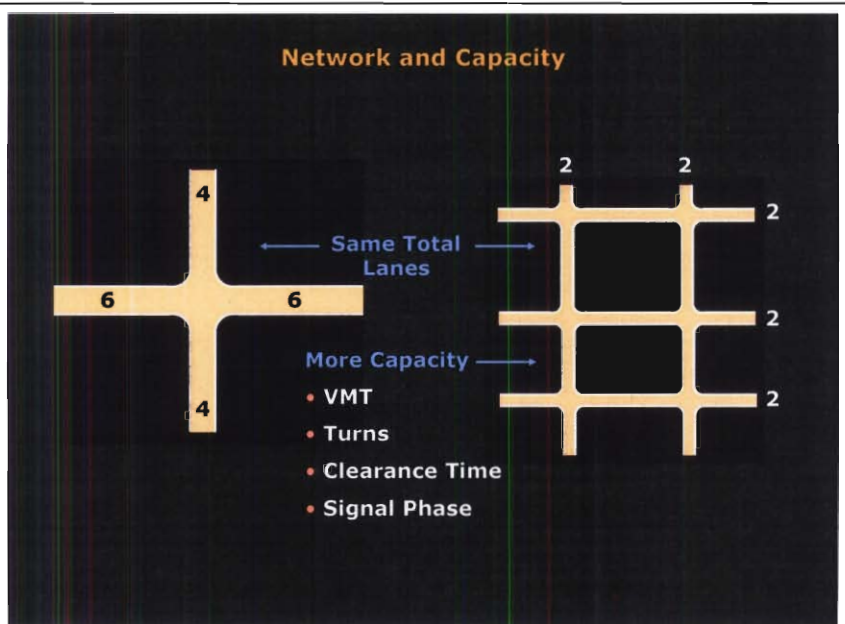 Network and Capacity
4
6 6
4
Same Total
Lanes
More Capacity
• VMT
• Turns
• Clearance Time
• Signal Phase
2 2
2
2
2